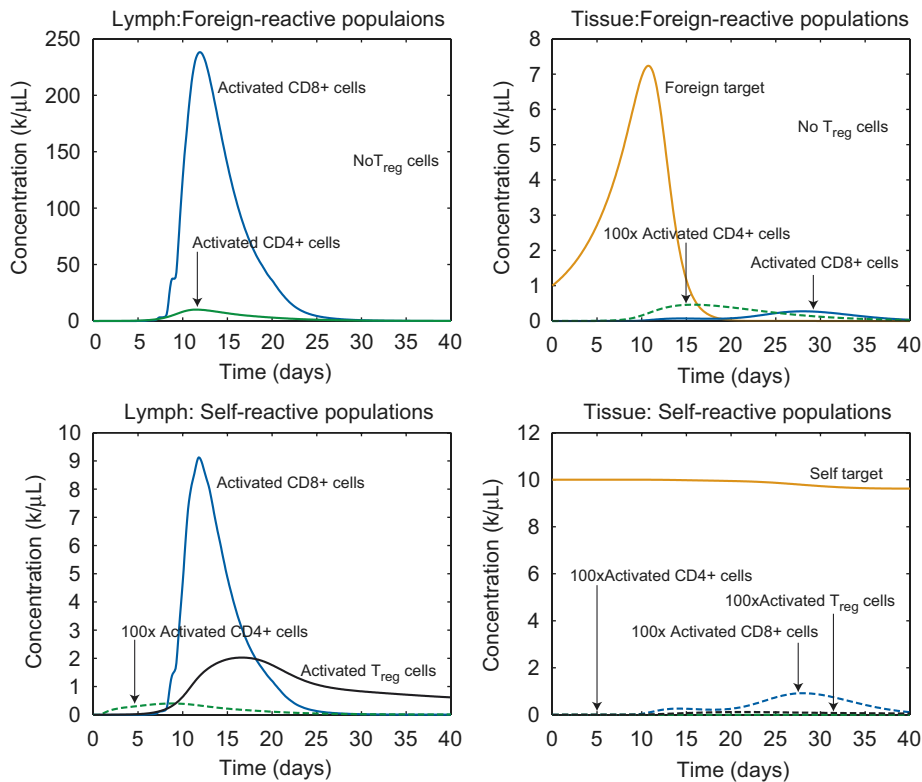 Lymph:Foreign-reactive populaions
Concentration (k/μL)
250
200
150
100
50
0
Activated CD8+ cells
NoTreg cells
Activated CD4+ cells
0 5 10 15 20 25 30 35 40
Time (days)
Tissue:Foreign-reactive populations
Concentration (k/μL)
8
7
6
5
4
3
2
1
0
Foreign target
No Treg cells
100x Activated CD4+ cells
Activated CD8+ cells
0 5 10 15 20 25 30 35 40
Time (days)
Lymph: Self-reactive populations
Concentration (k/μL)
10
9
8
7
6
5
4
3
2
1
0
Activated CD8+ cells
100x Activated CD4+ cells
Activated Treg cells
0 5 10 15 20 25 30 35 40
Time (days)
Tissue: Self-reactive populations
Concentration (k/μL)
12
10
8
6
4
2
0
Self target
100xActivated CD4+ cells
100xActivated Treg cells
100x Activated CD8+ cells
0 5 10 15 20 25 30 35 40
Time (days)